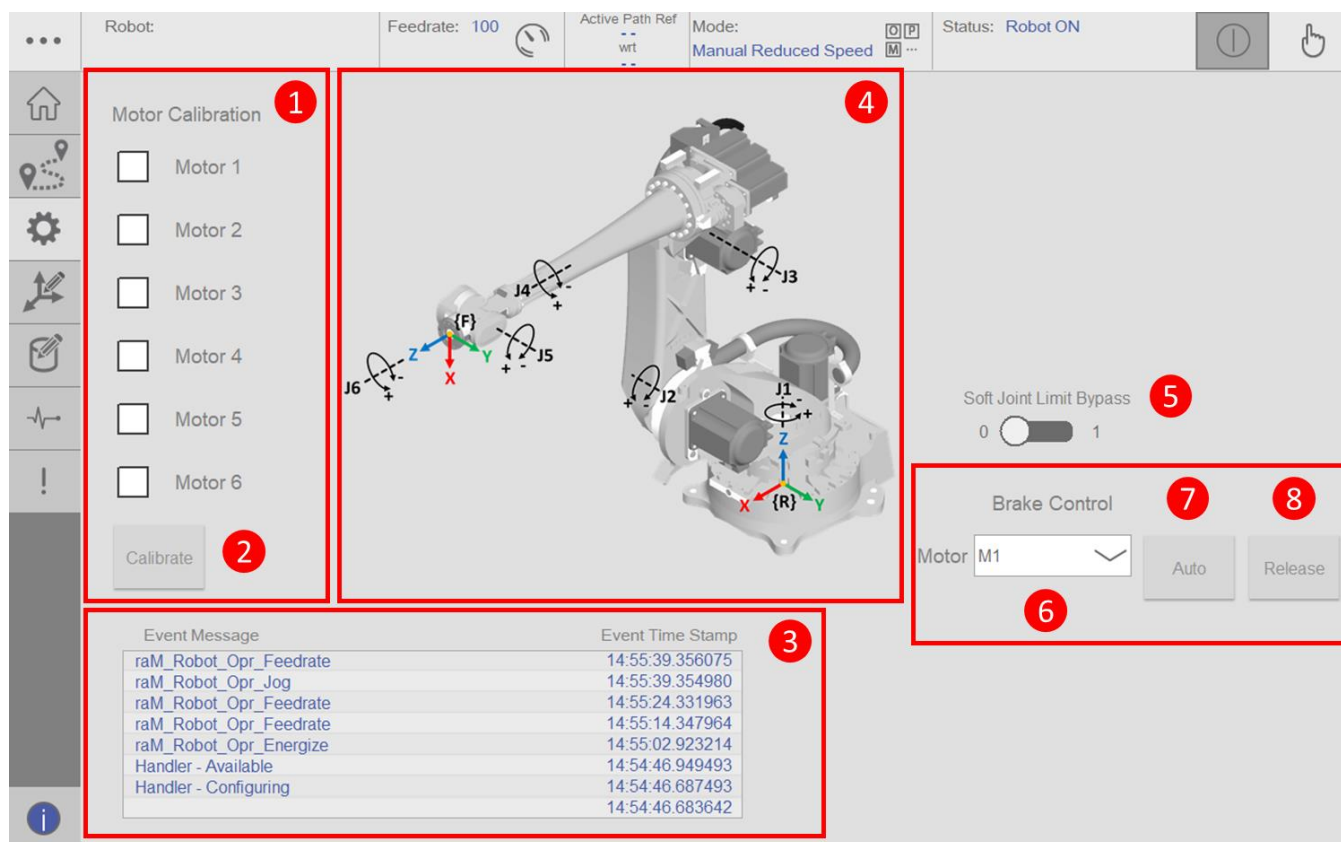 Robot:
Feedrate: 100
Active Path Ref
- -
wrt
- -
Mode:
Manual Reduced Speed
O P
M ...
Status: Robot ON
1
Motor Calibration
Motor 1
Motor 2
Motor 3
Motor 4
Motor 5
Motor 6
Calibrate
2
4
J3
+ -
J4
+ -
{F}
Z
Y
X
J5
+ -
J6
+ -
J2
+ -
J1
- +
Z
X
{R}
Y
Soft Joint Limit Bypass
5
0 1
Brake Control
7
8
Motor M1
Auto
Release
6
Event Message Event Time Stamp
3
raM_Robot_Opr_Feedrate 14:55:39.356075
raM_Robot_Opr_Jog 14:55:39.354980
raM_Robot_Opr_Feedrate 14:55:24.331963
raM_Robot_Opr_Feedrate 14:55:14.347964
raM_Robot_Opr_Energize 14:55:02.923214
Handler - Available 14:54:46.949493
Handler - Configuring 14:54:46.687493
14:54:46.683642
!
i